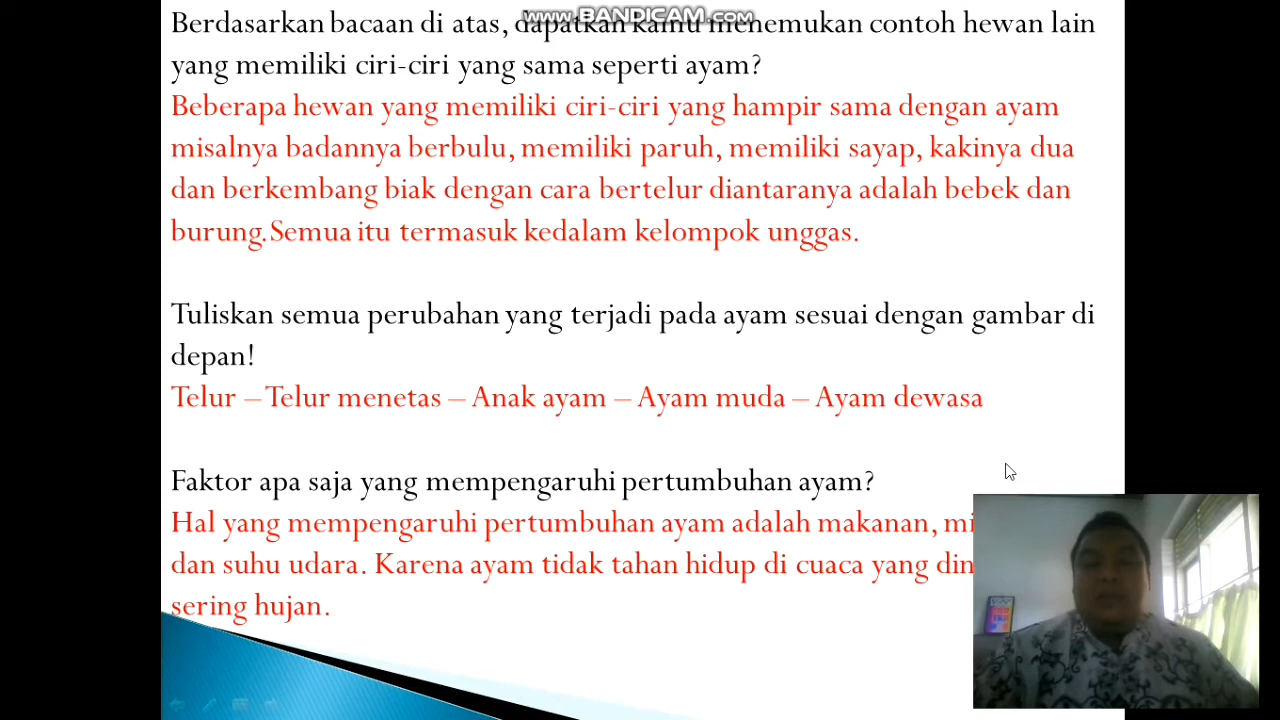 www.BANDICAM.com
Berdasarkan bacaan di atas, dapatkah kamu menemukan contoh hewan lain
yang memiliki ciri-ciri yang sama seperti ayam?
Beberapa hewan yang memiliki ciri-ciri yang hampir sama dengan ayam
misalnya badannya berbulu, memiliki paruh, memiliki sayap, kakinya dua
dan berkembang biak dengan cara bertelur diantaranya adalah bebek dan
burung.Semua itu termasuk kedalam kelompok unggas.
Tuliskan semua perubahan yang terjadi pada ayam sesuai dengan gambar di
depan!
Telur – Telur menetas – Anak ayam – Ayam muda – Ayam dewasa
Faktor apa saja yang mempengaruhi pertumbuhan ayam?
Hal yang mempengaruhi pertumbuhan ayam adalah makanan,
dan suhu udara. Karena ayam tidak tahan hidup di cuaca yang
sering hujan.